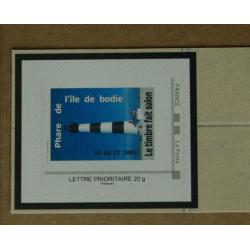 Phare de
l'île de bodie
Le timbre fait salon
LETTRE PRIORITAIRE 20 g
FRANCE
La Poste